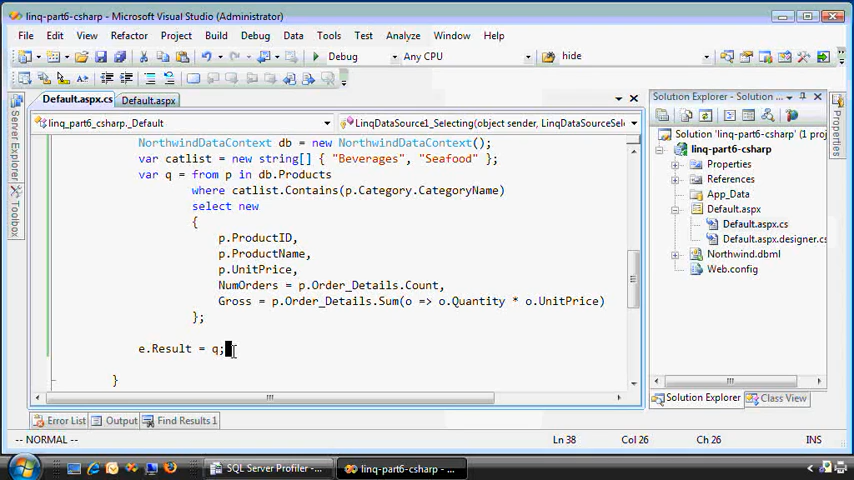 linq-part6-csharp - Microsoft Visual Studio (Administrator)
File Edit View Refactor Project Build Debug Data Tools Test Analyze Window Help
Debug Any CPU hide
Default.aspx.cs Default.aspx
linq_part6_csharp._Default LinqDataSource1_Selecting(object sender, LinqDataSourceSele
NorthwindDataContext db = new NorthwindDataContext();
var catlist = new string[] { "Beverages", "Seafood" };
var q = from p in db.Products
where catlist.Contains(p.Category.CategoryName)
select new
{
p.ProductID,
p.ProductName,
p.UnitPrice,
NumOrders = p.Order_Details.Count,
Gross = p.Order_Details.Sum(o => o.Quantity * o.UnitPrice)
};
e.Result = q;
}
Server Explorer
Toolbox
Solution Explorer - Solution ...
Solution 'linq-part6-csharp' (1 proj
linq-part6-csharp
Properties
References
App_Data
Default.aspx
Default.aspx.cs
Default.aspx.designer.cs
Northwind.dbml
Web.config
Solution Explorer Class View
Properties
Error List Output Find Results 1
-- NORMAL -- Ln 38 Col 26 Ch 26 INS
SQL Server Profiler - ... linq-part6-csharp - ...